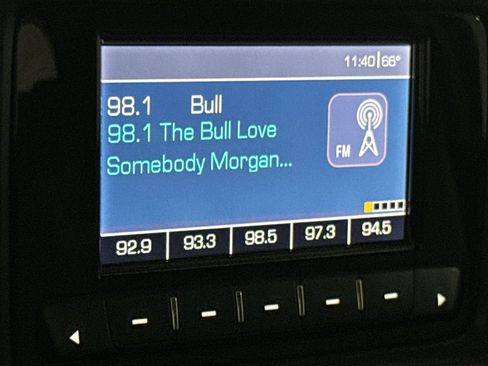 11:40|66°
98.1 Bull
98.1 The Bull Love
Somebody Morgan...
FM
92.9 93.3 98.5 97.3 94.5